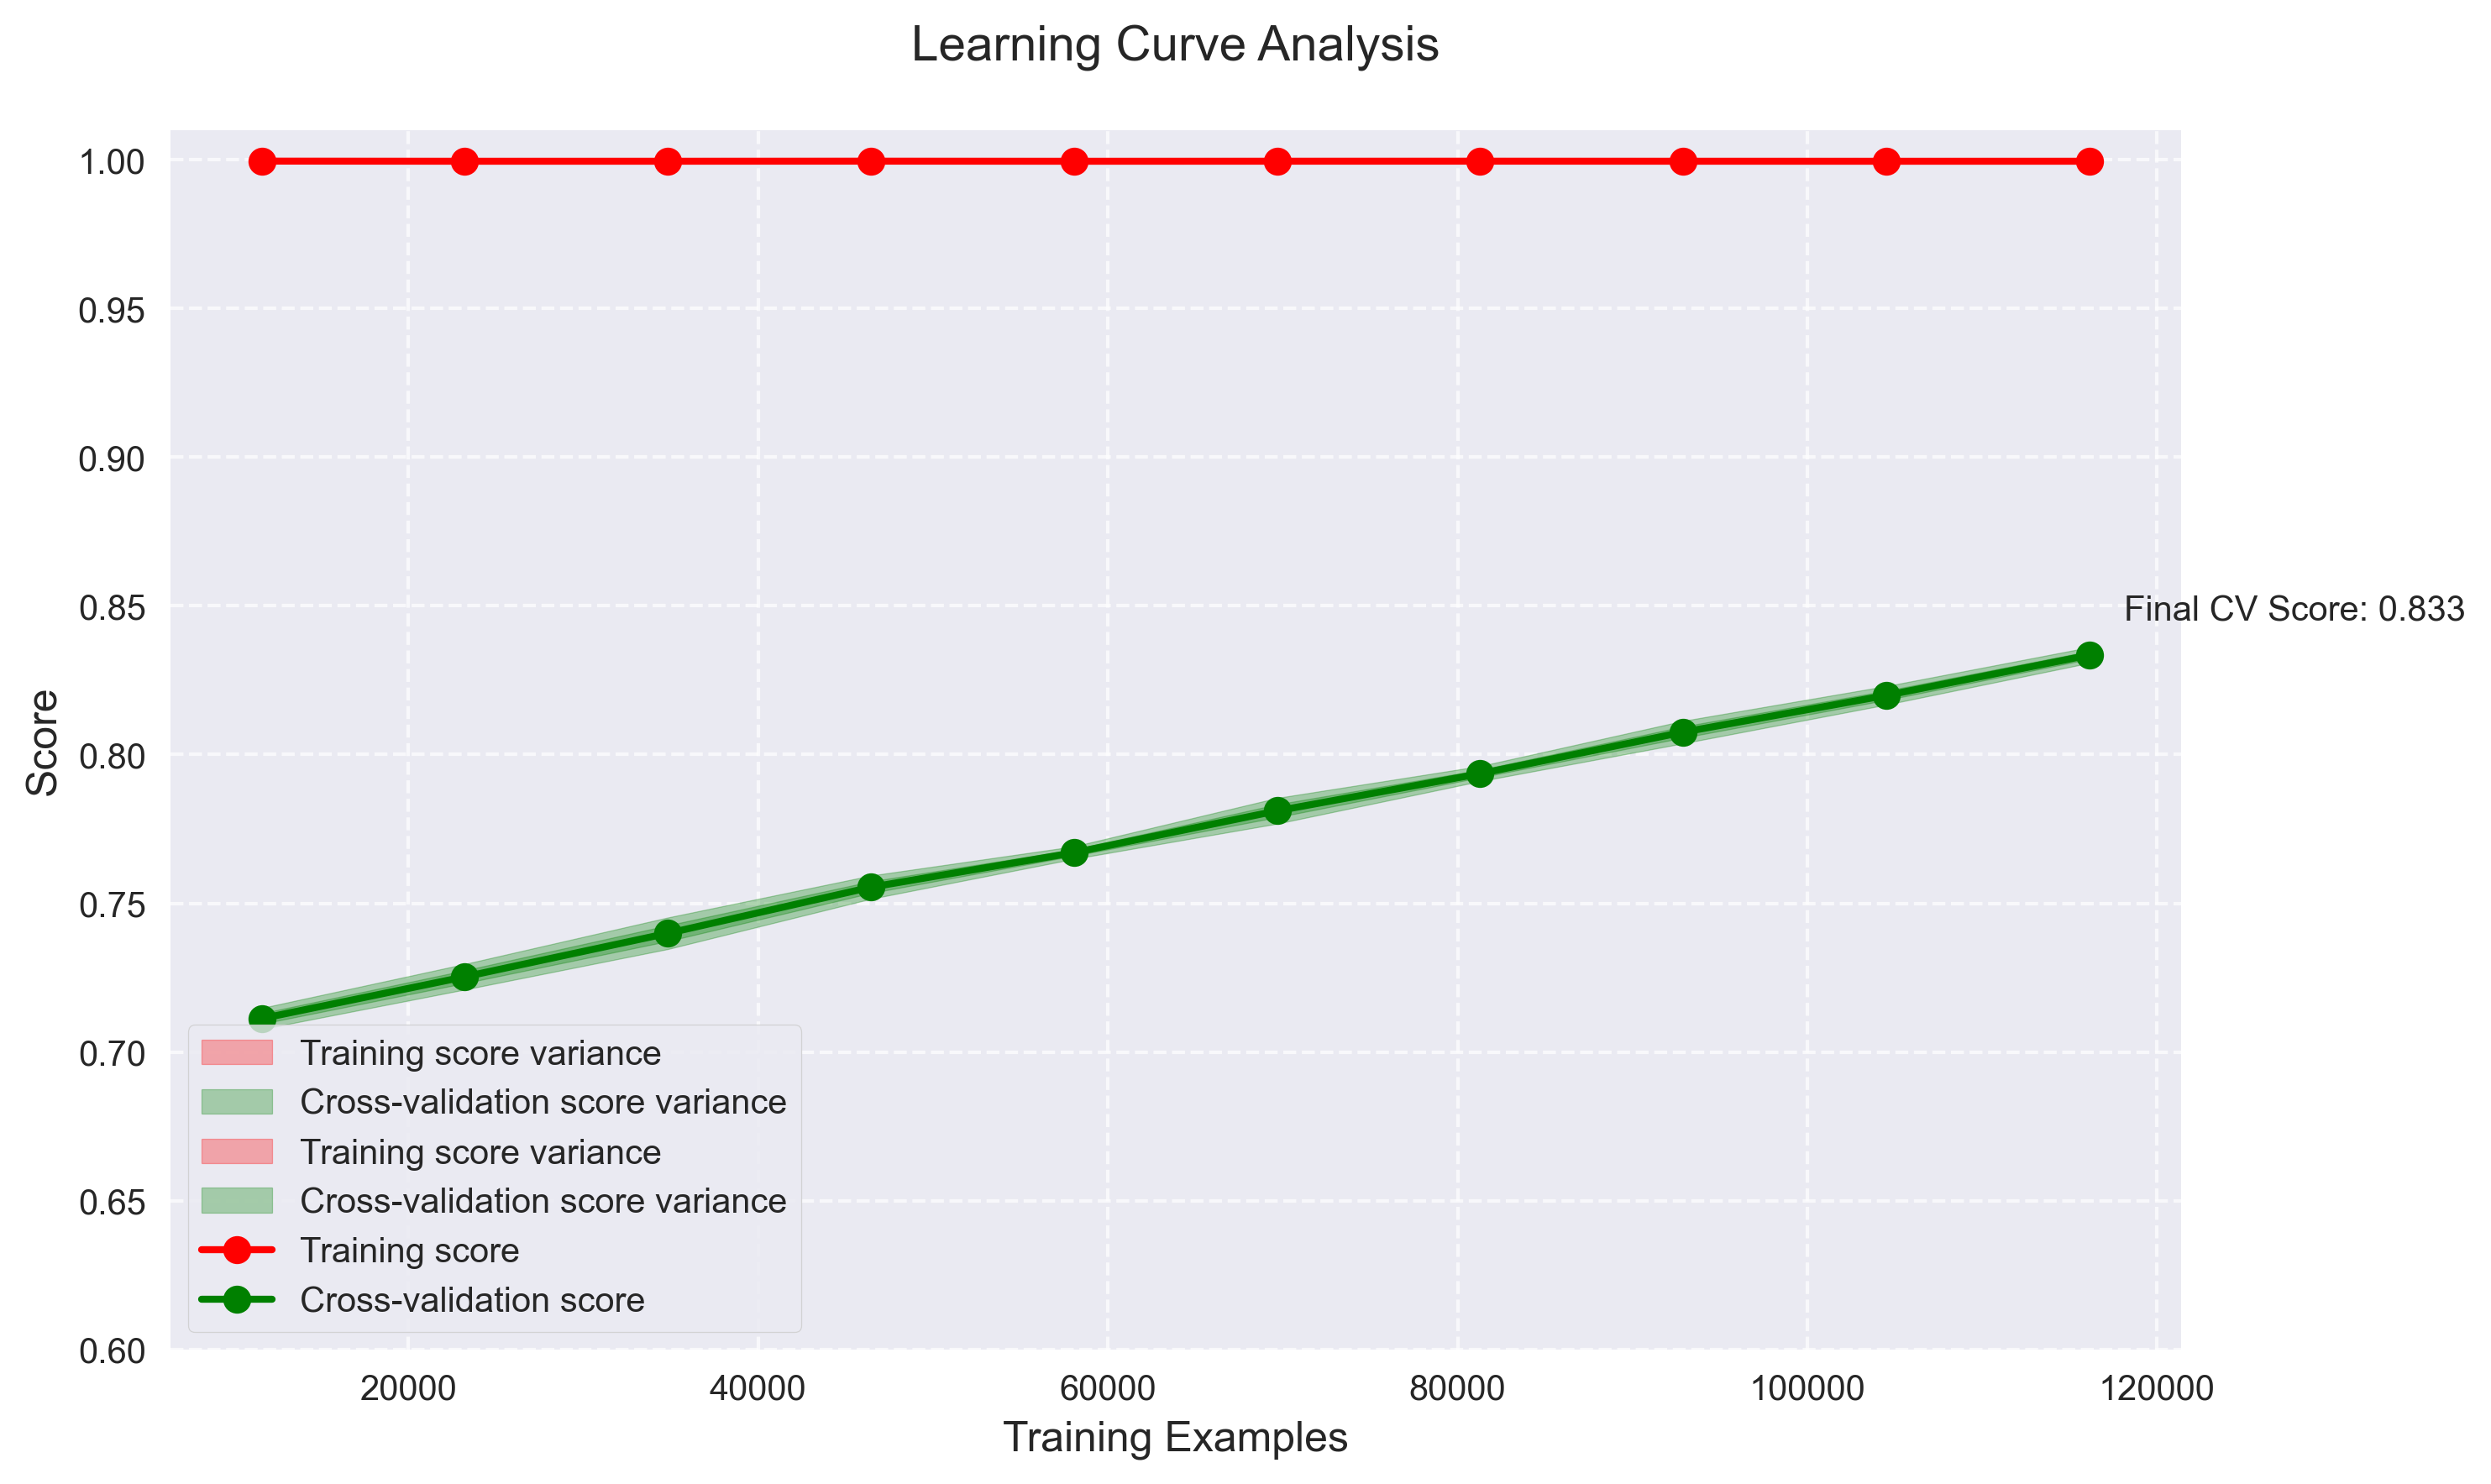 Learning Curve Analysis
1.00
0.95
0.90
0.85
0.80
0.75
0.70
0.65
0.60
Score
Final CV Score: 0.833
Training score variance
Cross-validation score variance
Training score variance
Cross-validation score variance
Training score
Cross-validation score
20000 40000 60000 80000 100000 120000
Training Examples